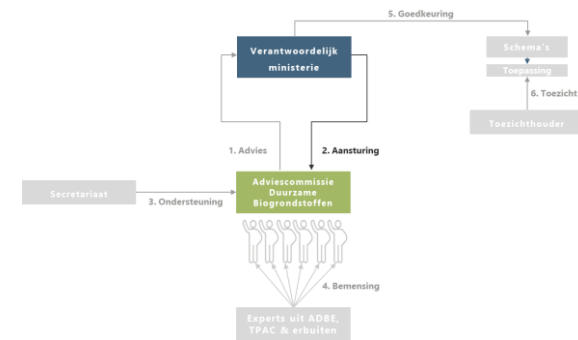 5. Goedkeuring
Verantwoordelijk
ministerie
Schema's
Toepassing
6. Toezicht
Toezichthouder
1. Advies
2. Aansturing
Adviescommissie
Duurzame
Biogrondstoffen
Secretariaat
3. Ondersteuning
4. Bemensing
Experts uit ADBE,
TPAC & erbuiten